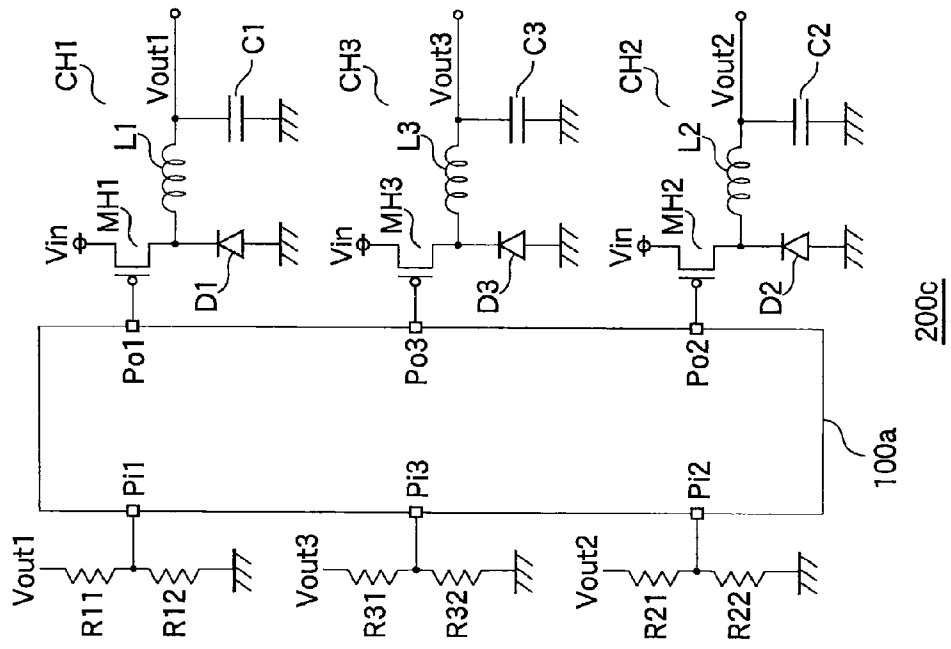 CH1
Vin
MH1
L1
Vout1
C1
D1
Po1
Pi1
Vout1
R11
R12
CH3
Vin
MH3
L3
Vout3
C3
D3
Po3
Pi3
Vout3
R31
R32
CH2
Vin
MH2
L2
Vout2
C2
D2
Po2
Pi2
Vout2
R21
R22
100a
200c